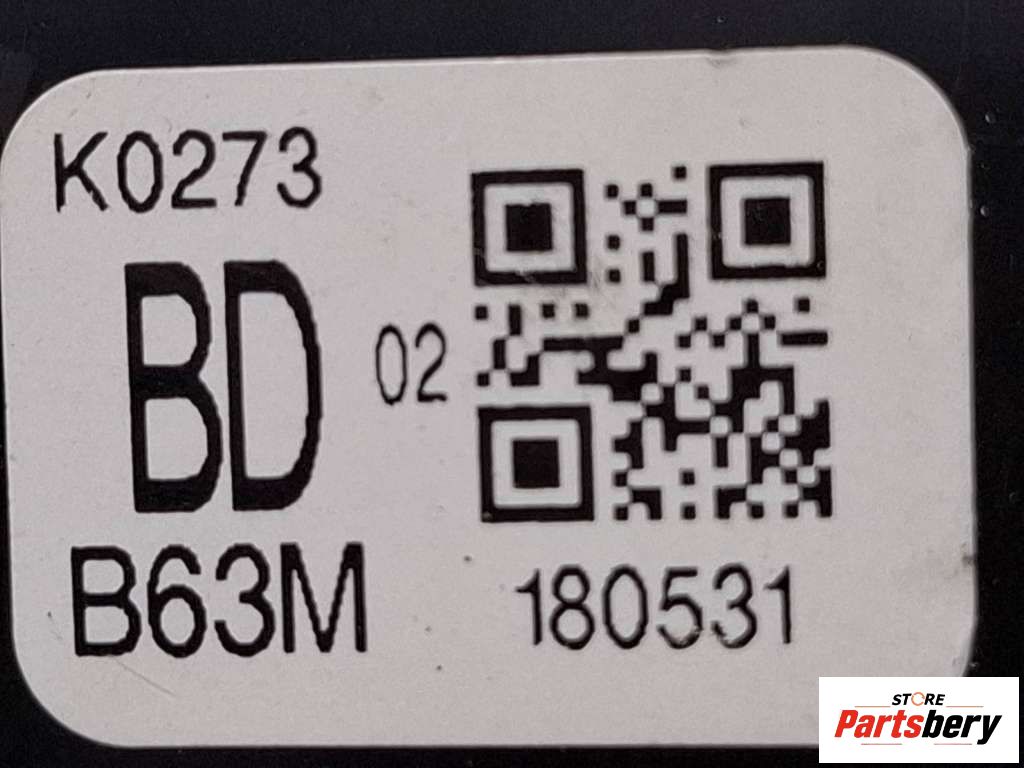 K0273
BD 02
B63M 180531
STORE
Partsbery